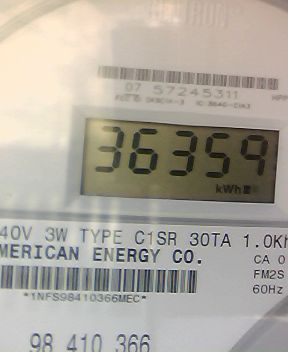 07 57245311
36359
kWh
40V 3W TYPE C1SR 30TA 1.0Kh
MERICAN ENERGY CO.
CA 0
FM2S
60Hz
*1NFS98410366MEC*
98 410 366